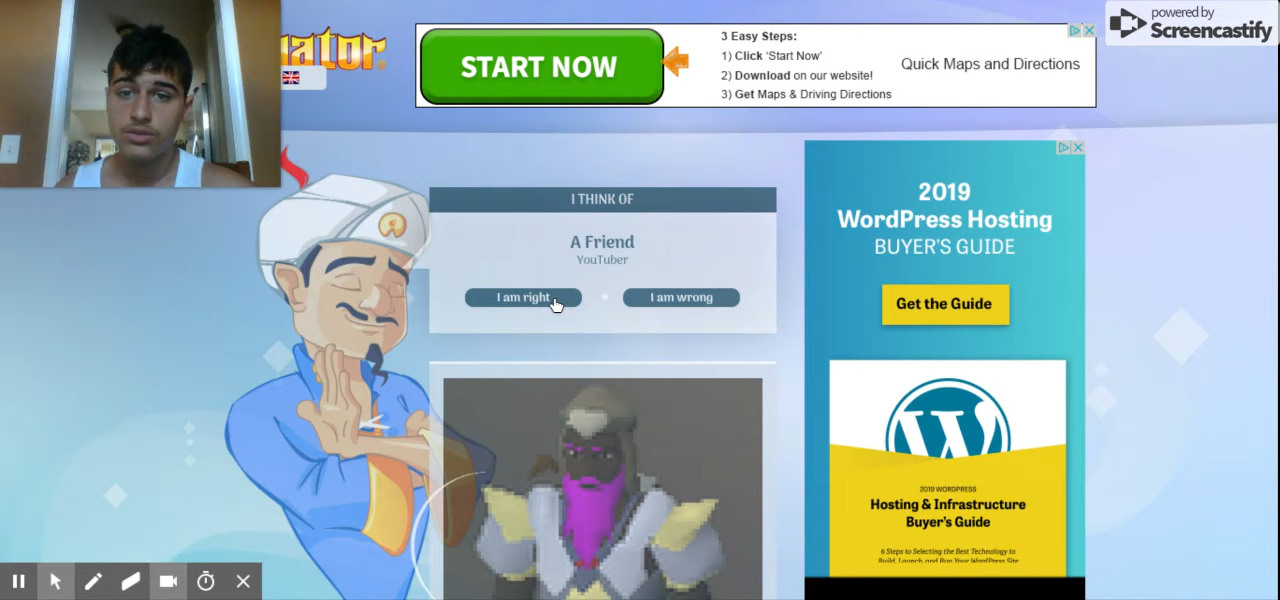 powered by
Screencastify
nator
START NOW
3 Easy Steps:
1) Click 'Start Now'
2) Download on our website!
3) Get Maps & Driving Directions
Quick Maps and Directions
I THINK OF
A Friend
YouTuber
I am right
I am wrong
2019
WordPress Hosting
BUYER'S GUIDE
Get the Guide
W
2019 WORDPRESS
Hosting & Infrastructure
Buyer's Guide
6 Steps to Selecting the Best Technology to
Build, Launch, and Run Your WordPress Site